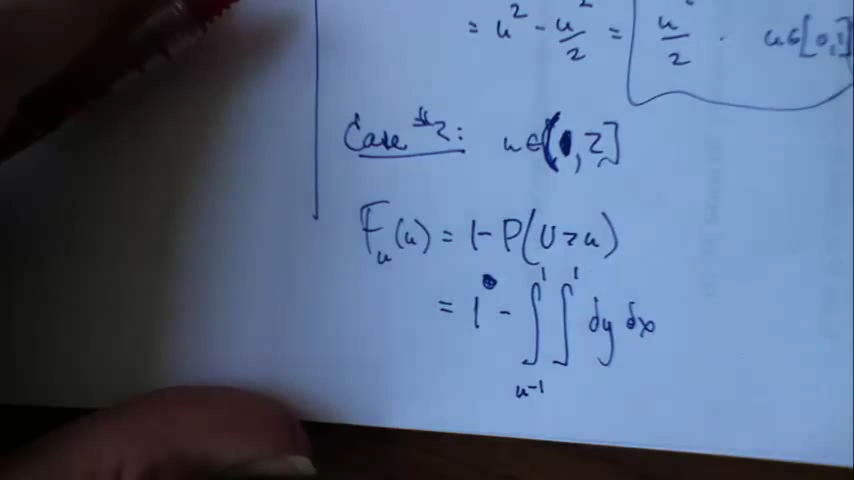 = u² - u²/2 = u²/2 . u∈[0,1]
Case #2: u∈(1,2]
F_u(u) = 1-P(U>u)
= 1 - ∫_{u-1}^{1} ∫^{1} dy dx